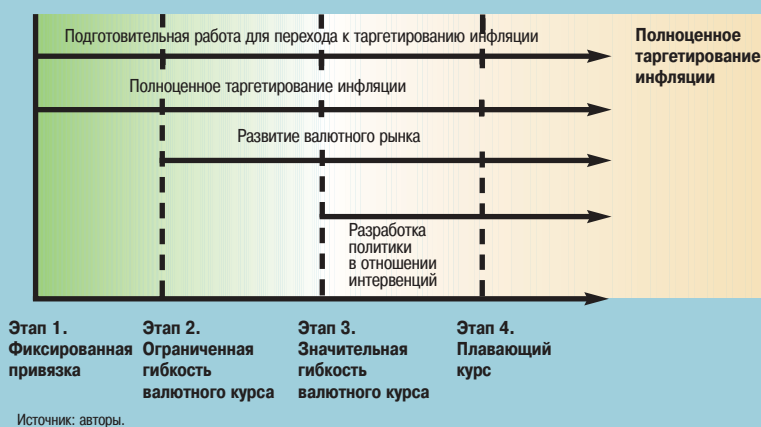 Подготовительная работа для перехода к таргетированию инфляции
Полноценное
таргетирование
инфляции
Полноценное таргетирование инфляции
Развитие валютного рынка
Разработка
политики
в отношении
интервенций
Этап 1.
Фиксированная
привязка
Этап 2.
Ограниченная
гибкость
валютного курса
Этап 3.
Значительная
гибкость
валютного курса
Этап 4.
Плавающий
курс
Источник: авторы.